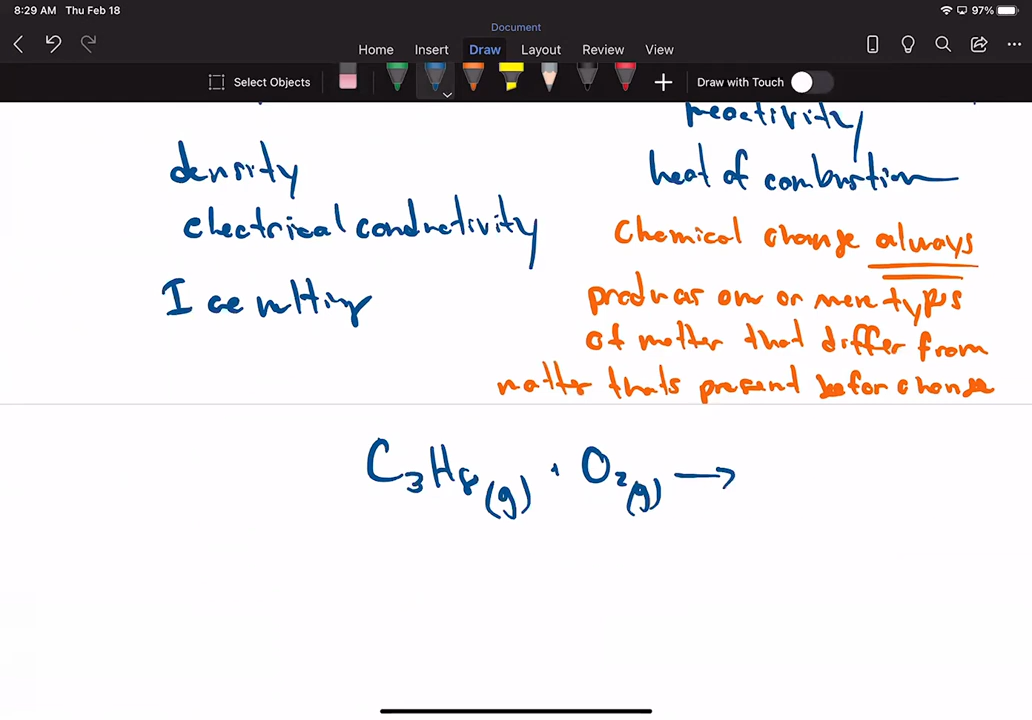 8:29 AM Thu Feb 18
97%
Document
Home Insert Draw Layout Review View
Select Objects
Draw with Touch
reactivity
density
heat of combustion
electrical conductivity
Chemical change always
Ice melting
produces one or more types
of matter that differ from
matter thats present before change
C₃H₈(g) + O₂(g) →